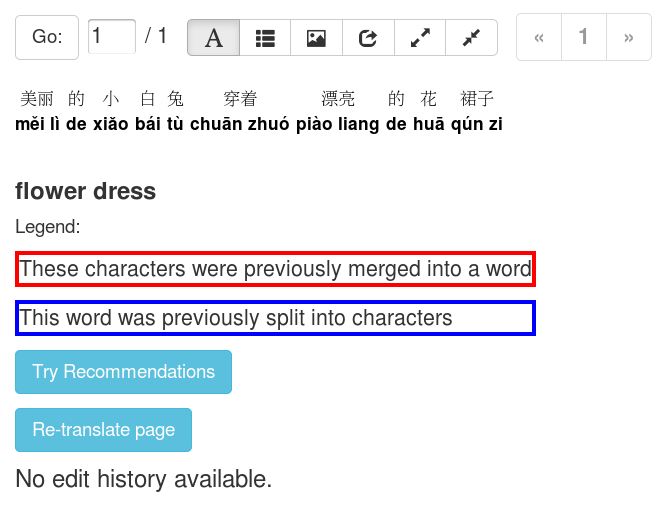 Go: 1 / 1 A « 1 »
美丽 的 小 白 兔 穿着 漂亮 的 花 裙子
měi lì de xiǎo bái tù chuān zhuó piào liang de huā qún zi
flower dress
Legend:
These characters were previously merged into a word
This word was previously split into characters
Try Recommendations
Re-translate page
No edit history available.